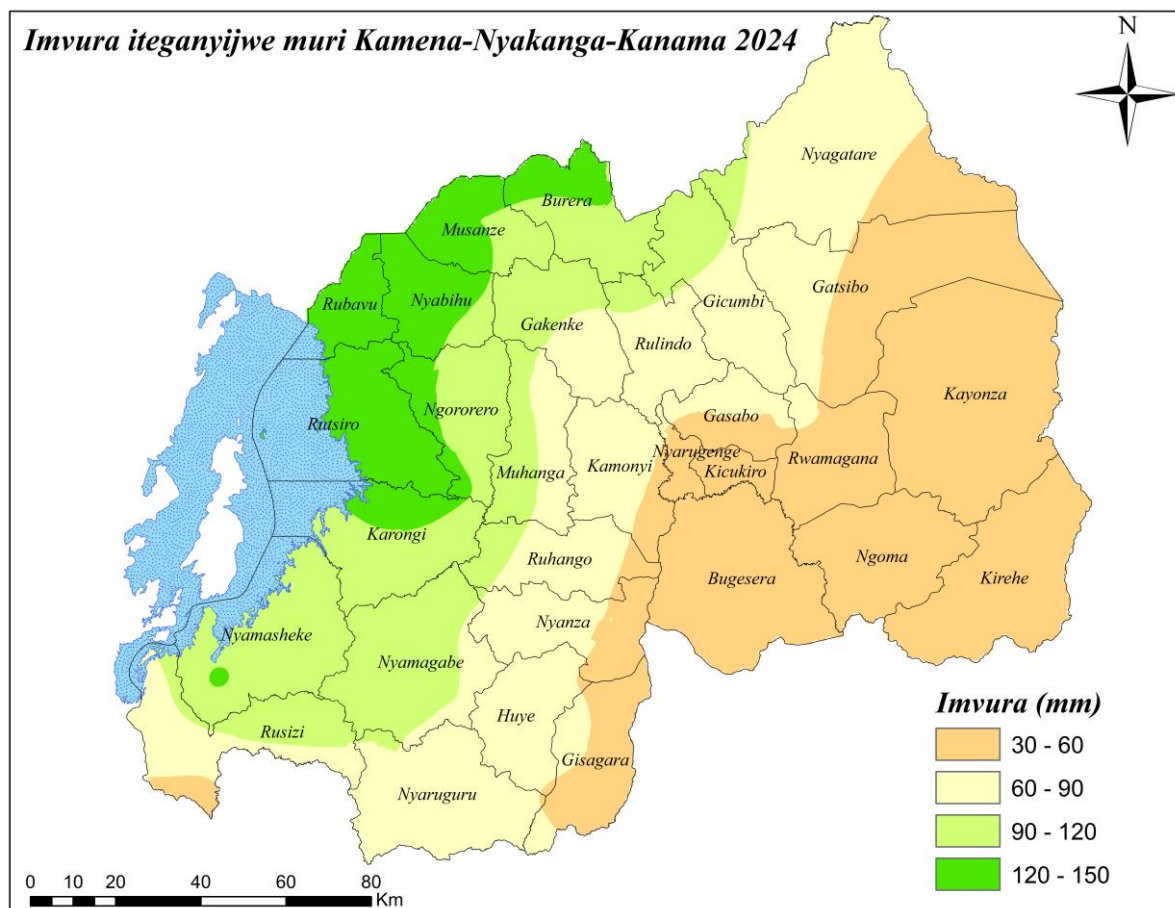 Imvura iteganyijwe muri Kamena-Nyakanga-Kanama 2024
N
Nyagatare
Burera
Musanze
Rubavu
Nyabihu
Gatsibo
Gicumbi
Gakenke
Rulindo
Kayonza
Ngororero
Gasabo
Rutsiro
Nyarugenge
Kicukiro
Rwamagana
Muhanga
Kamonyi
Karongi
Ruhango
Ngoma
Bugesera
Kirehe
Nyamasheke
Nyanza
Nyamagabe
Huye
Rusizi
Gisagara
Nyaruguru
Imvura (mm)
30 - 60
60 - 90
90 - 120
120 - 150
0 10 20 40 60 80
Km